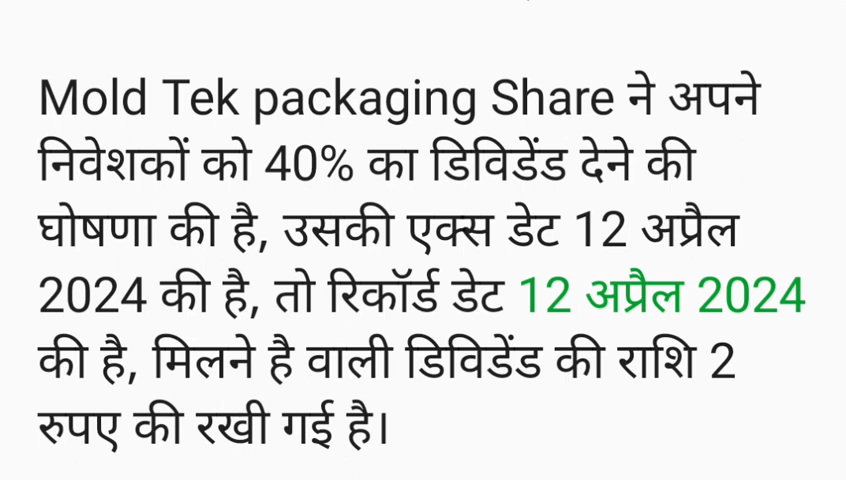 Mold Tek packaging Share ने अपने
निवेशकों को 40% का डिविडेंड देने की
घोषणा की है, उसकी एक्स डेट 12 अप्रैल
2024 की है, तो रिकॉर्ड डेट 12 अप्रैल 2024
की है, मिलने है वाली डिविडेंड की राशि 2
रुपए की रखी गई है।